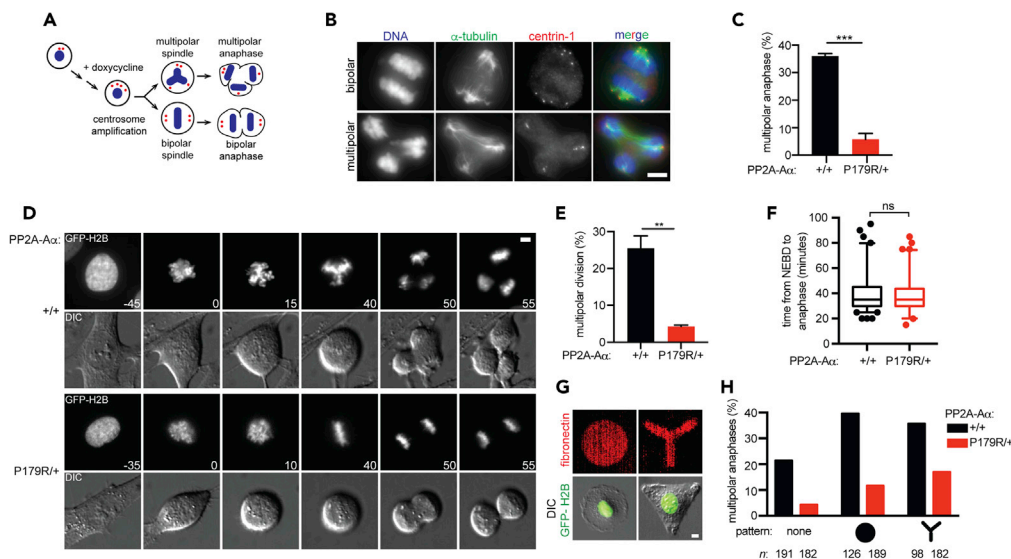 A
+ doxycycline
centrosome
amplification
multipolar
spindle
multipolar
anaphase
bipolar
spindle
bipolar
anaphase
B
DNA
α-tubulin
centrin-1
merge
bipolar
multipolar
C
multipolar anaphase (%)
40
30
20
10
0
***
PP2A-Aα: +/+ P179R/+
D
PP2A-Aα:
GFP-H2B
-45
0
15
40
50
55
+/+
DIC
GFP-H2B
-35
0
10
40
50
55
P179R/+
DIC
E
multipolar division (%)
30
20
10
0
**
PP2A-Aα: +/+ P179R/+
F
time from NEBD to
anaphase (minutes)
100
80
60
40
20
0
ns
PP2A-Aα: +/+ P179R/+
G
fibronectin
DIC
GFP- H2B
H
multipolar anaphases (%)
40
30
20
10
0
PP2A-Aα:
+/+
P179R/+
pattern: none
n: 191 182 126 189 98 182